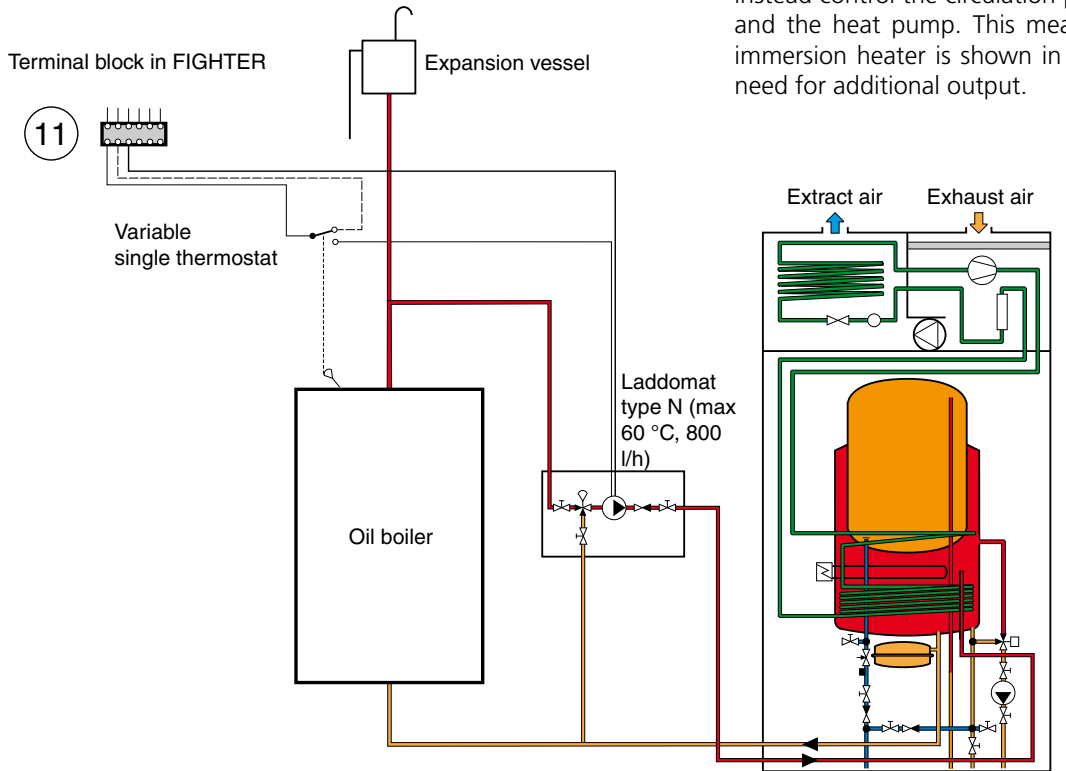 instead control the circulation
and the heat pump. This
immersion heater is shown in
need for additional output.
Terminal block in FIGHTER
11
Expansion vessel
Variable
single thermostat
Extract air
Exhaust air
Laddomat
type N (max
60 °C, 800
l/h)
Oil boiler